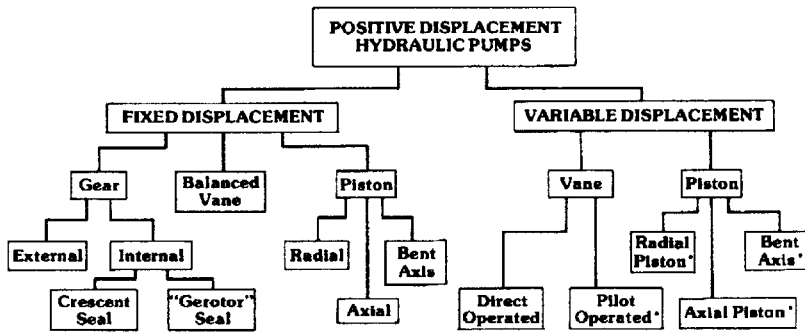 POSITIVE DISPLACEMENT
HYDRAULIC PUMPS
FIXED DISPLACEMENT
VARIABLE DISPLACEMENT
Gear
Balanced
Vane
Piston
Vane
Piston
External
Internal
Radial
Bent
Axis
Radial
Piston*
Bent
Axis*
Crescent
Seal
"Gerotor"
Seal
Axial
Direct
Operated
Pilot
Operated*
Axial Piston*